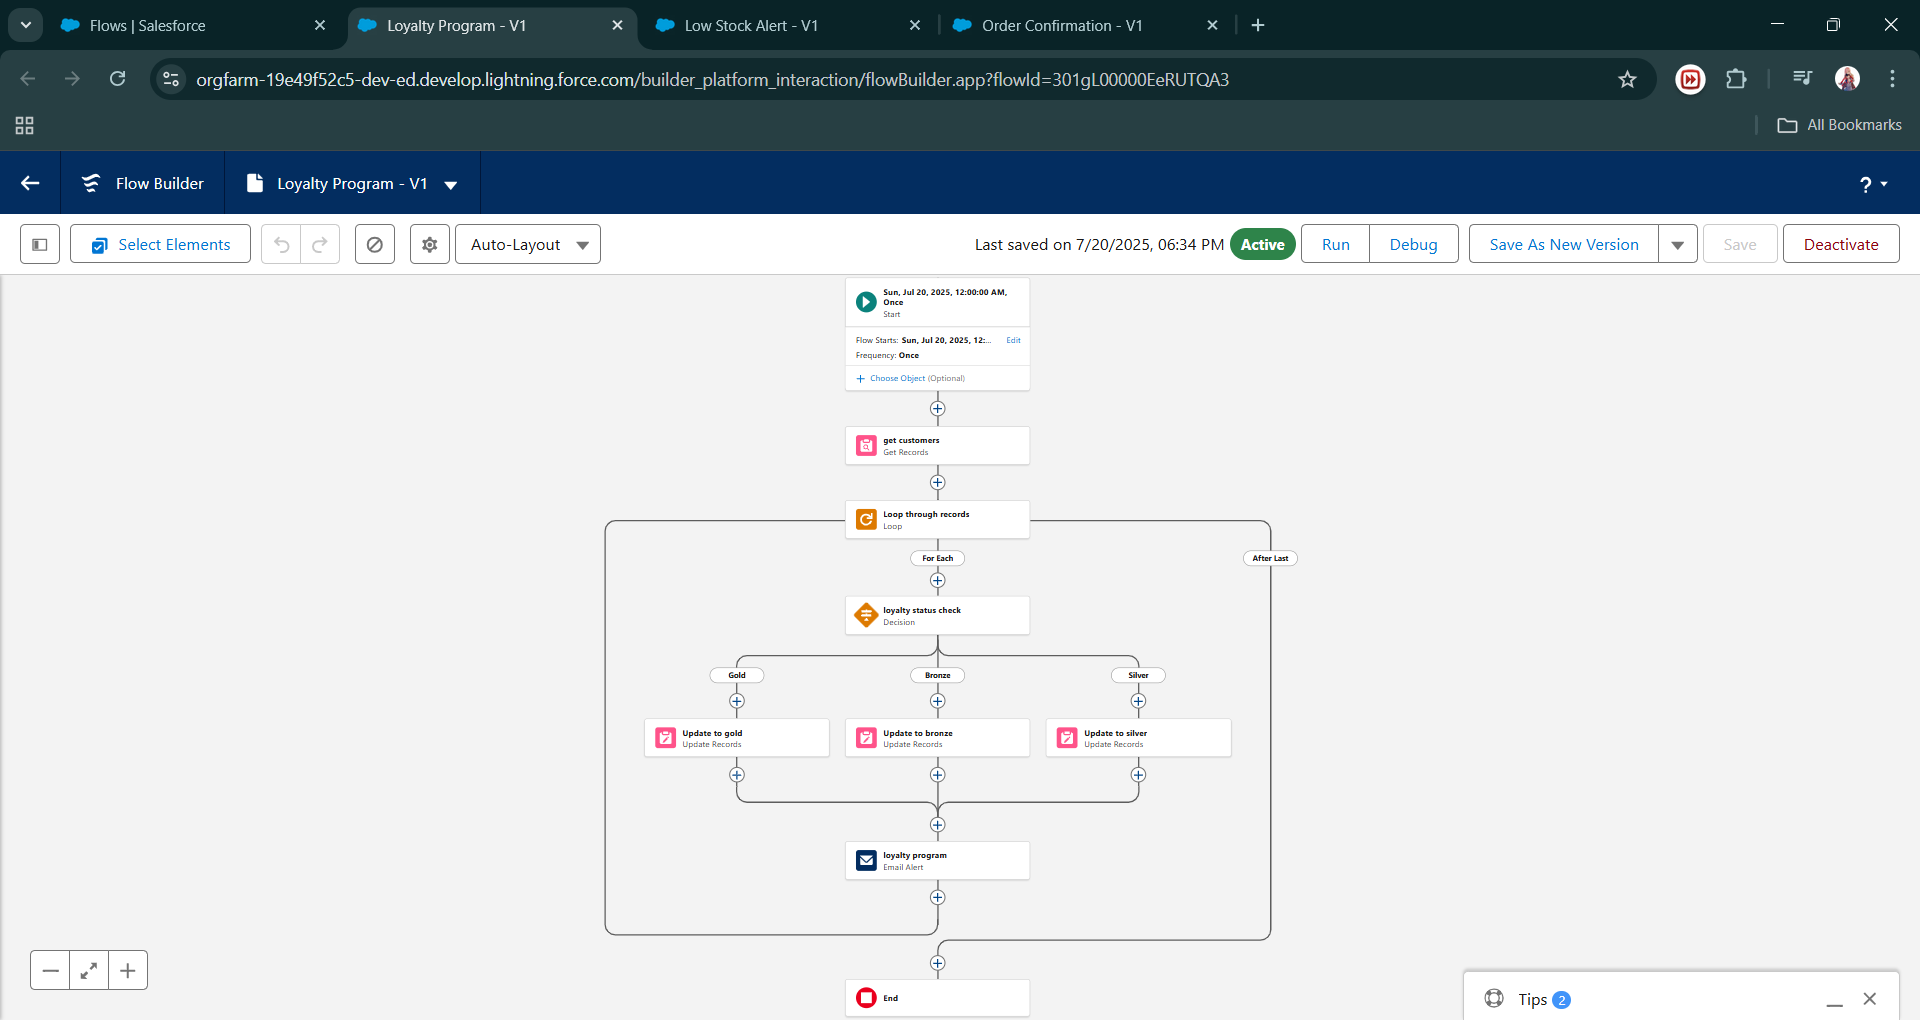 Flows | Salesforce
Loyalty Program - V1
Low Stock Alert - V1
Order Confirmation - V1
orgfarm-19e49f52c5-dev-ed.develop.lightning.force.com/builder_platform_interaction/flowBuilder.app?flowId=301gL00000EeRUTQA3
All Bookmarks
Flow Builder
Loyalty Program - V1
?
Select Elements
Auto-Layout
Last saved on 7/20/2025, 06:34 PM
Active
Run
Debug
Save As New Version
Save
Deactivate
Sun, Jul 20, 2025, 12:00:00 AM,
Once
Start
Flow Starts: Sun, Jul 20, 2025, 12:... Edit
Frequency: Once
Choose Object (Optional)
get customers
Get Records
Loop through records
Loop
For Each
After Last
loyalty status check
Decision
Gold
Bronze
Silver
Update to gold
Update Records
Update to bronze
Update Records
Update to silver
Update Records
loyalty program
Email Alert
End
Tips 2